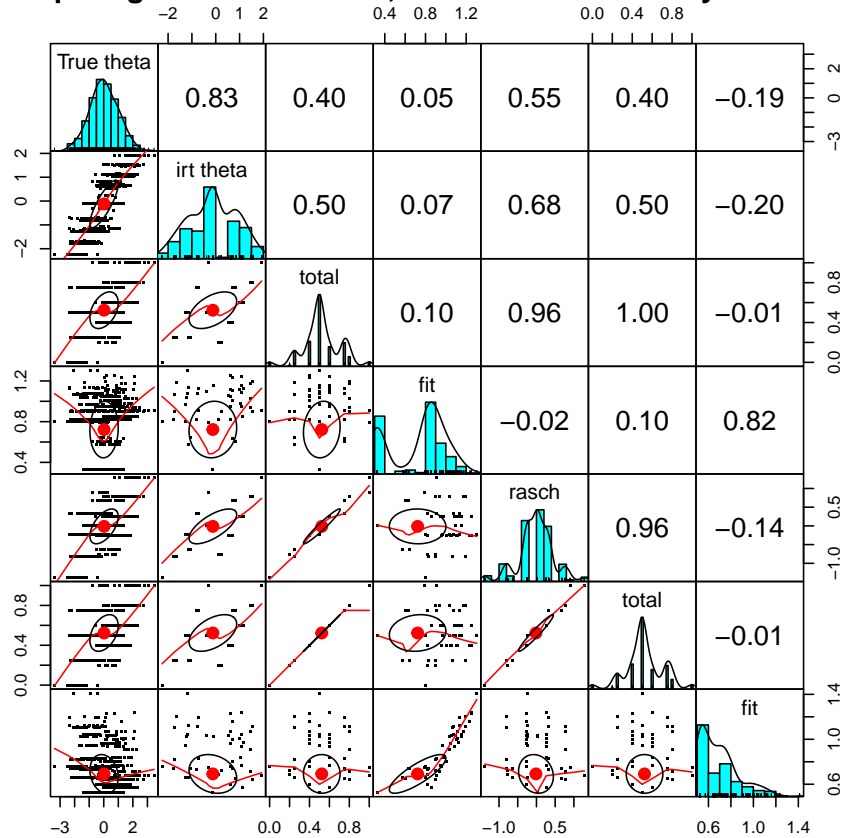 −2 0 1 2 0.4 0.8 1.2 0.0 0.4 0.8
True theta 0.83 0.40 0.05 0.55 0.40 −0.19
−3 0 2
irt theta 0.50 0.07 0.68 0.50 −0.20
−2 0 1 2
total 0.10 0.96 1.00 −0.01
0.0 0.4 0.8
fit −0.02 0.10 0.82
0.4 0.8 1.2
rasch 0.96 −0.14
−1.0 0.5
total −0.01
0.0 0.4 0.8
fit
0.6 1.0 1.4
−3 0 2 0.0 0.4 0.8 −1.0 0.5 0.6 1.0 1.4